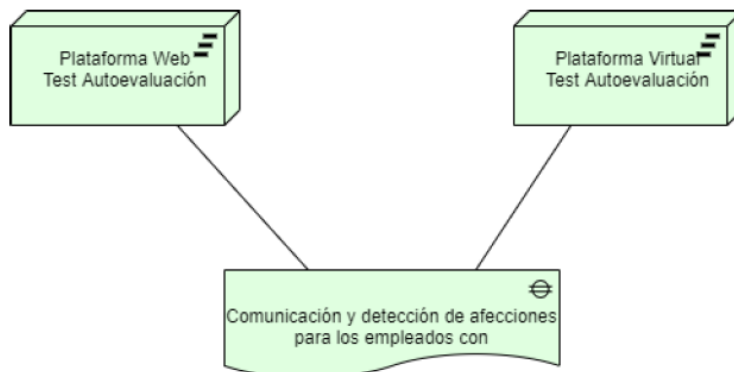 Plataforma Web
Test Autoevaluación
Plataforma Virtual
Test Autoevaluación
Comunicación y detección de afecciones
para los empleados con